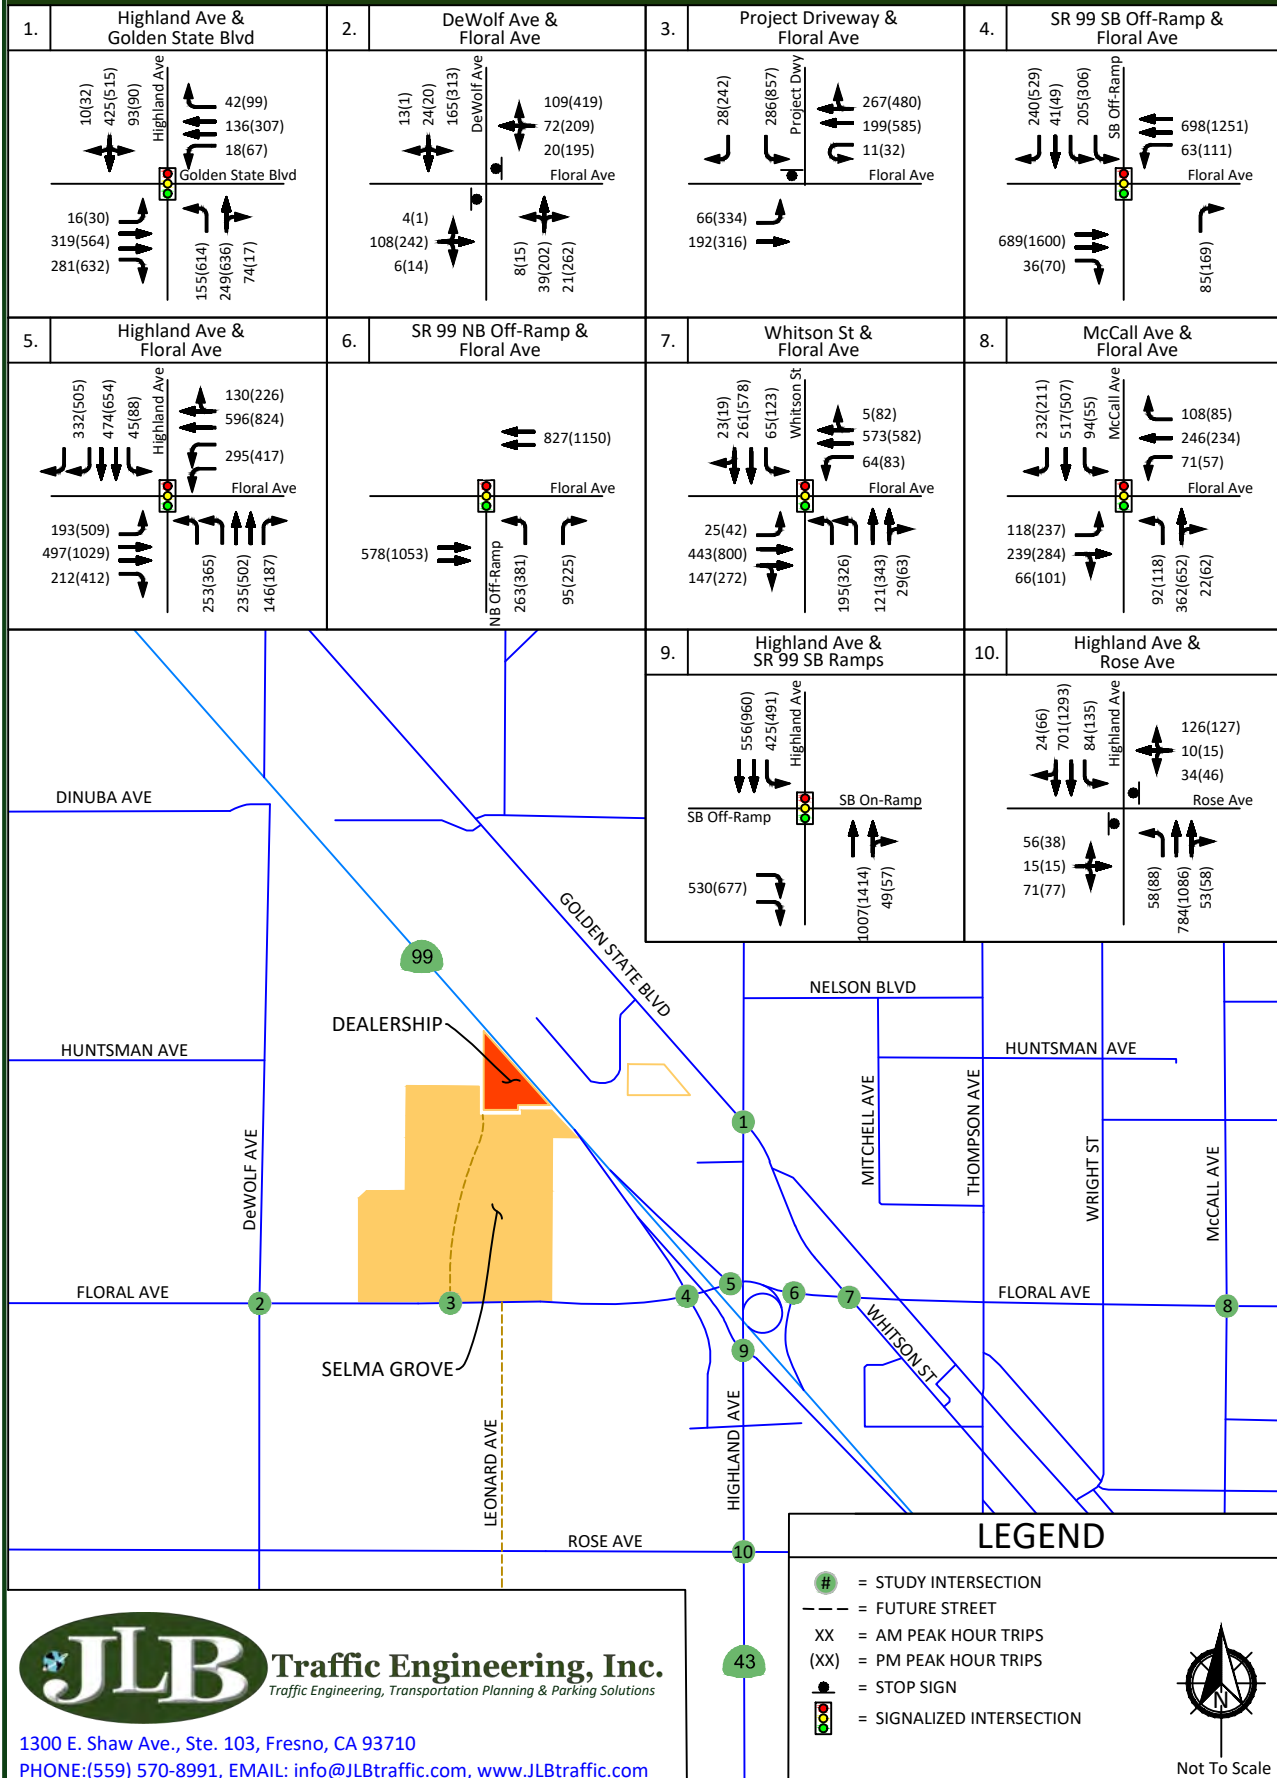 1.
Highland Ave &
Golden State Blvd
10(32)
425(515)
93(90)
Highland Ave
42(99)
136(307)
18(67)
Golden State Blvd
16(30)
319(564)
281(632)
155(614)
249(636)
74(17)
2.
DeWolf Ave &
Floral Ave
13(1)
24(20)
165(313)
DeWolf Ave
109(419)
72(209)
20(195)
Floral Ave
4(1)
108(242)
6(14)
8(15)
39(202)
21(262)
3.
Project Driveway &
Floral Ave
28(242)
286(857)
Project Dwy
267(480)
199(585)
11(32)
Floral Ave
66(334)
192(316)
4.
SR 99 SB Off-Ramp &
Floral Ave
240(529)
41(49)
205(306)
SB Off-Ramp
698(1251)
63(111)
Floral Ave
689(1600)
36(70)
85(169)
5.
Highland Ave &
Floral Ave
332(505)
474(654)
45(88)
Highland Ave
130(226)
596(824)
295(417)
Floral Ave
193(509)
497(1029)
212(412)
253(365)
235(502)
146(187)
6.
SR 99 NB Off-Ramp &
Floral Ave
827(1150)
Floral Ave
578(1053)
NB Off-Ramp
263(381)
95(225)
7.
Whitson St &
Floral Ave
23(19)
261(578)
65(123)
Whitson St
5(82)
573(582)
64(83)
Floral Ave
25(42)
443(800)
147(272)
195(326)
121(343)
29(63)
8.
McCall Ave &
Floral Ave
232(211)
517(507)
94(55)
McCall Ave
108(85)
246(234)
71(57)
Floral Ave
118(237)
239(284)
66(101)
92(118)
362(652)
22(62)
9.
Highland Ave &
SR 99 SB Ramps
556(960)
425(491)
Highland Ave
SB On-Ramp
SB Off-Ramp
530(677)
1007(1414)
49(57)
10.
Highland Ave &
Rose Ave
24(66)
701(1293)
84(135)
Highland Ave
126(127)
10(15)
34(46)
Rose Ave
56(38)
15(15)
71(77)
58(88)
784(1086)
53(58)
DINUBA AVE
GOLDEN STATE BLVD
99
NELSON BLVD
DEALERSHIP
HUNTSMAN AVE
HUNTSMAN AVE
MITCHELL AVE
THOMPSON AVE
WRIGHT ST
McCALL AVE
DeWOLF AVE
1
FLORAL AVE
2
3
4
5
6
7
FLORAL AVE
8
9
WHITSON ST
SELMA GROVE
HIGHLAND AVE
LEONARD AVE
ROSE AVE
10
43
LEGEND
# = STUDY INTERSECTION
= FUTURE STREET
XX = AM PEAK HOUR TRIPS
(XX) = PM PEAK HOUR TRIPS
= STOP SIGN
= SIGNALIZED INTERSECTION
N
Not To Scale
JLB Traffic Engineering, Inc.
Traffic Engineering, Transportation Planning & Parking Solutions
1300 E. Shaw Ave., Ste. 103, Fresno, CA 93710
PHONE:(559) 570-8991, EMAIL: info@JLBtraffic.com, www.JLBtraffic.com